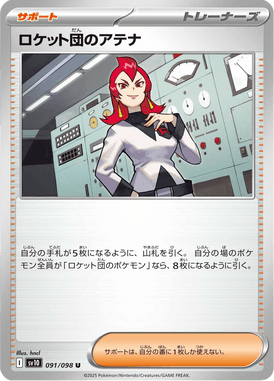 サポート
トレーナーズ
ロケット団のアテナ
自分の手札が5枚になるように、山札を引く。自分の場のポケ
モン全員が「ロケット団のポケモン」なら、8枚になるように引く。
サポートは、自分の番に1枚しか使えない。
Illus. hncl
I sv10 091/098 U
©2025 Pokémon/Nintendo/Creatures/GAME FREAK.